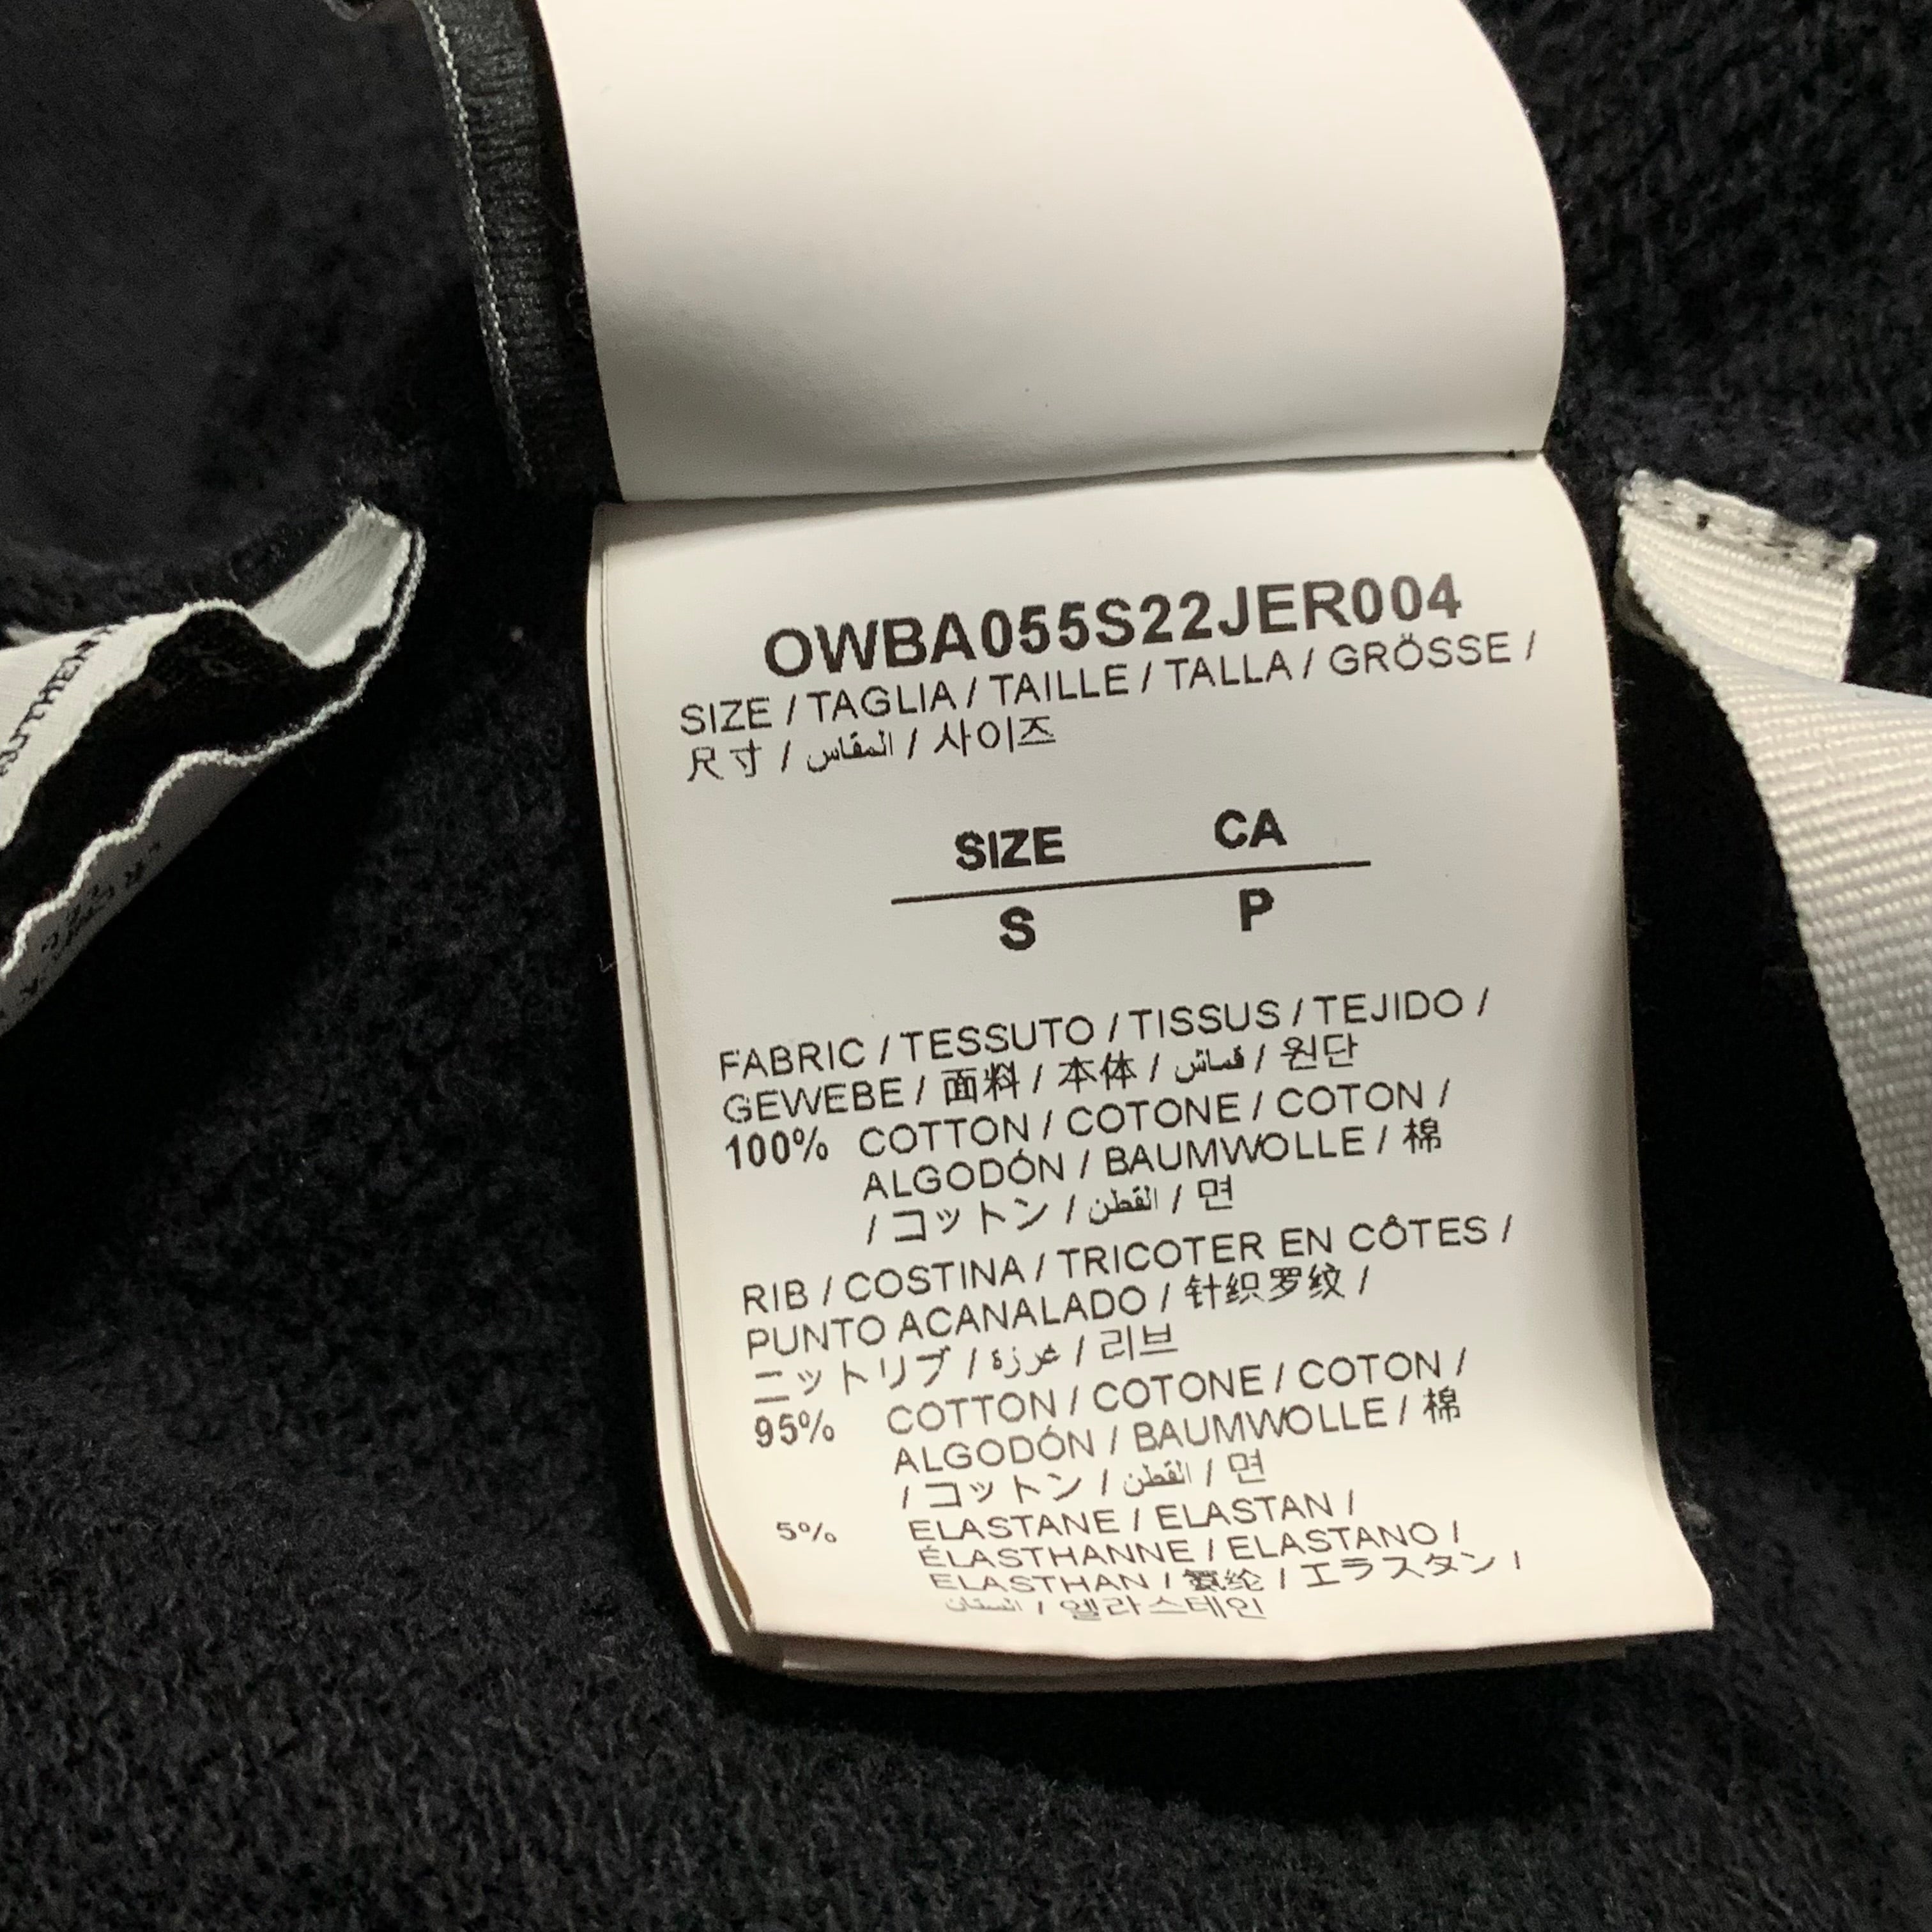 OWBA055S22JER004
SIZE / TAGLIA / TAILLE / TALLA / GRÖSSE /
尺寸 / المقاس / 사이즈
SIZE CA
S P
FABRIC / TESSUTO / TISSUS / TEJIDO /
GEWEBE / 面料 / 本体 / قماش / 원단
100% COTTON / COTONE / COTON /
ALGODÓN / BAUMWOLLE / 棉
/ コットン / القطن / 면
RIB / COSTINA / TRICOTER EN CÔTES /
PUNTO ACANALADO / 针织罗纹 /
ニットリブ / غرزة / 리브
95% COTTON / COTONE / COTON /
ALGODÓN / BAUMWOLLE / 棉
/ コットン / القطن / 면
5% ELASTANE / ELASTAN /
ÉLASTHANNE / ELASTANO /
ELASTHAN / 氨纶 / エラスタン /
/ 엘라스테인